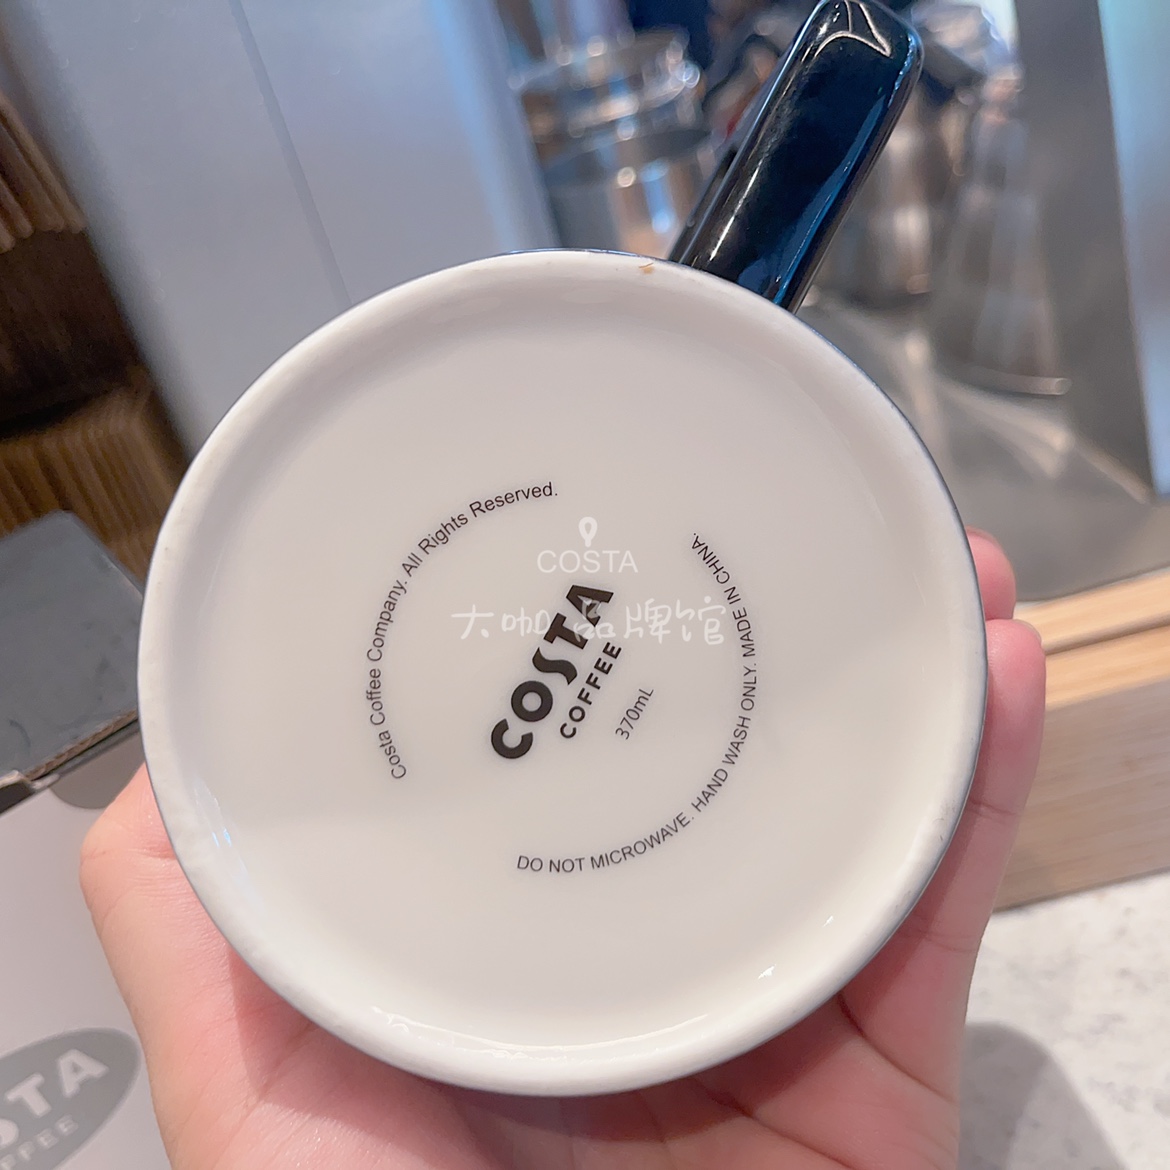 Costa Coffee Company. All Rights Reserved.
COSTA
大咖 品牌馆
COSTA
COFFEE
370mL
DO NOT MICROWAVE. HAND WASH ONLY. MADE IN CHINA.
STA
FFEE